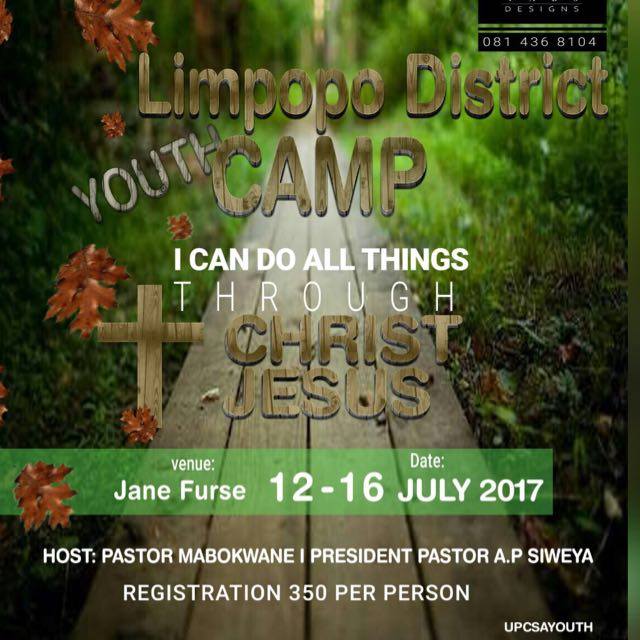 DESIGNS
081 436 8104
Limpopo District
YOUTH CAMP
I CAN DO ALL THINGS
THROUGH
CHRIST
JESUS
venue: Date:
Jane Furse 12-16 JULY 2017
HOST: PASTOR MABOKWANE I PRESIDENT PASTOR A.P SIWEYA
REGISTRATION 350 PER PERSON
UPCSAYOUTH